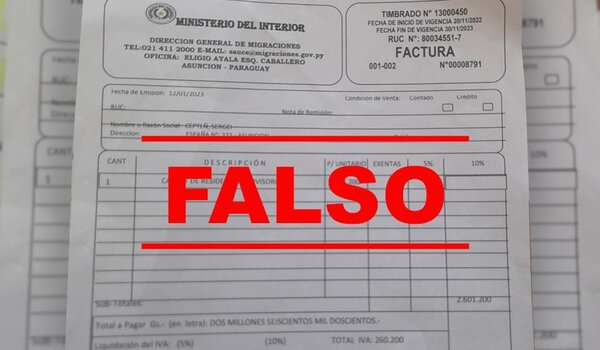 MINISTERIO DEL INTERIOR
DIRECCION GENERAL DE MIGRACIONES
TEL:021 411 2000 E-MAIL: sauce@migraciones.gov.py
OFICINA: ELIGIO AYALA ESQ. CABALLERO
ASUNCION - PARAGUAY
TIMBRADO N° 13000450
FECHA DE INICIO DE VIGENCIA 20/11/2022
FECHA FIN DE VIGENCIA 30/11/2023
RUC N°: 80034551-7
FACTURA
001-002 N°00008791
Fecha de Emisión: 12/01/2023 Condicion de Venta: Contado Credito
RUC: Nota de Remisión:
Nombre o Razón Social: SERGEI
Direccion: ESPAÑA N° 777 - ASUNCION
CANT DESCRIPCIÓN P/ UNITARIO EXENTAS 5% 10%
1
FALSO
Sub-Totales: 2.601.200
Total a Pagar Gs.- (en letra): DOS MILLONES SEISCIENTOS MIL DOSCIENTOS.-
Liquidación del IVA: (5%) (10%) TOTAL IVA: 260.200